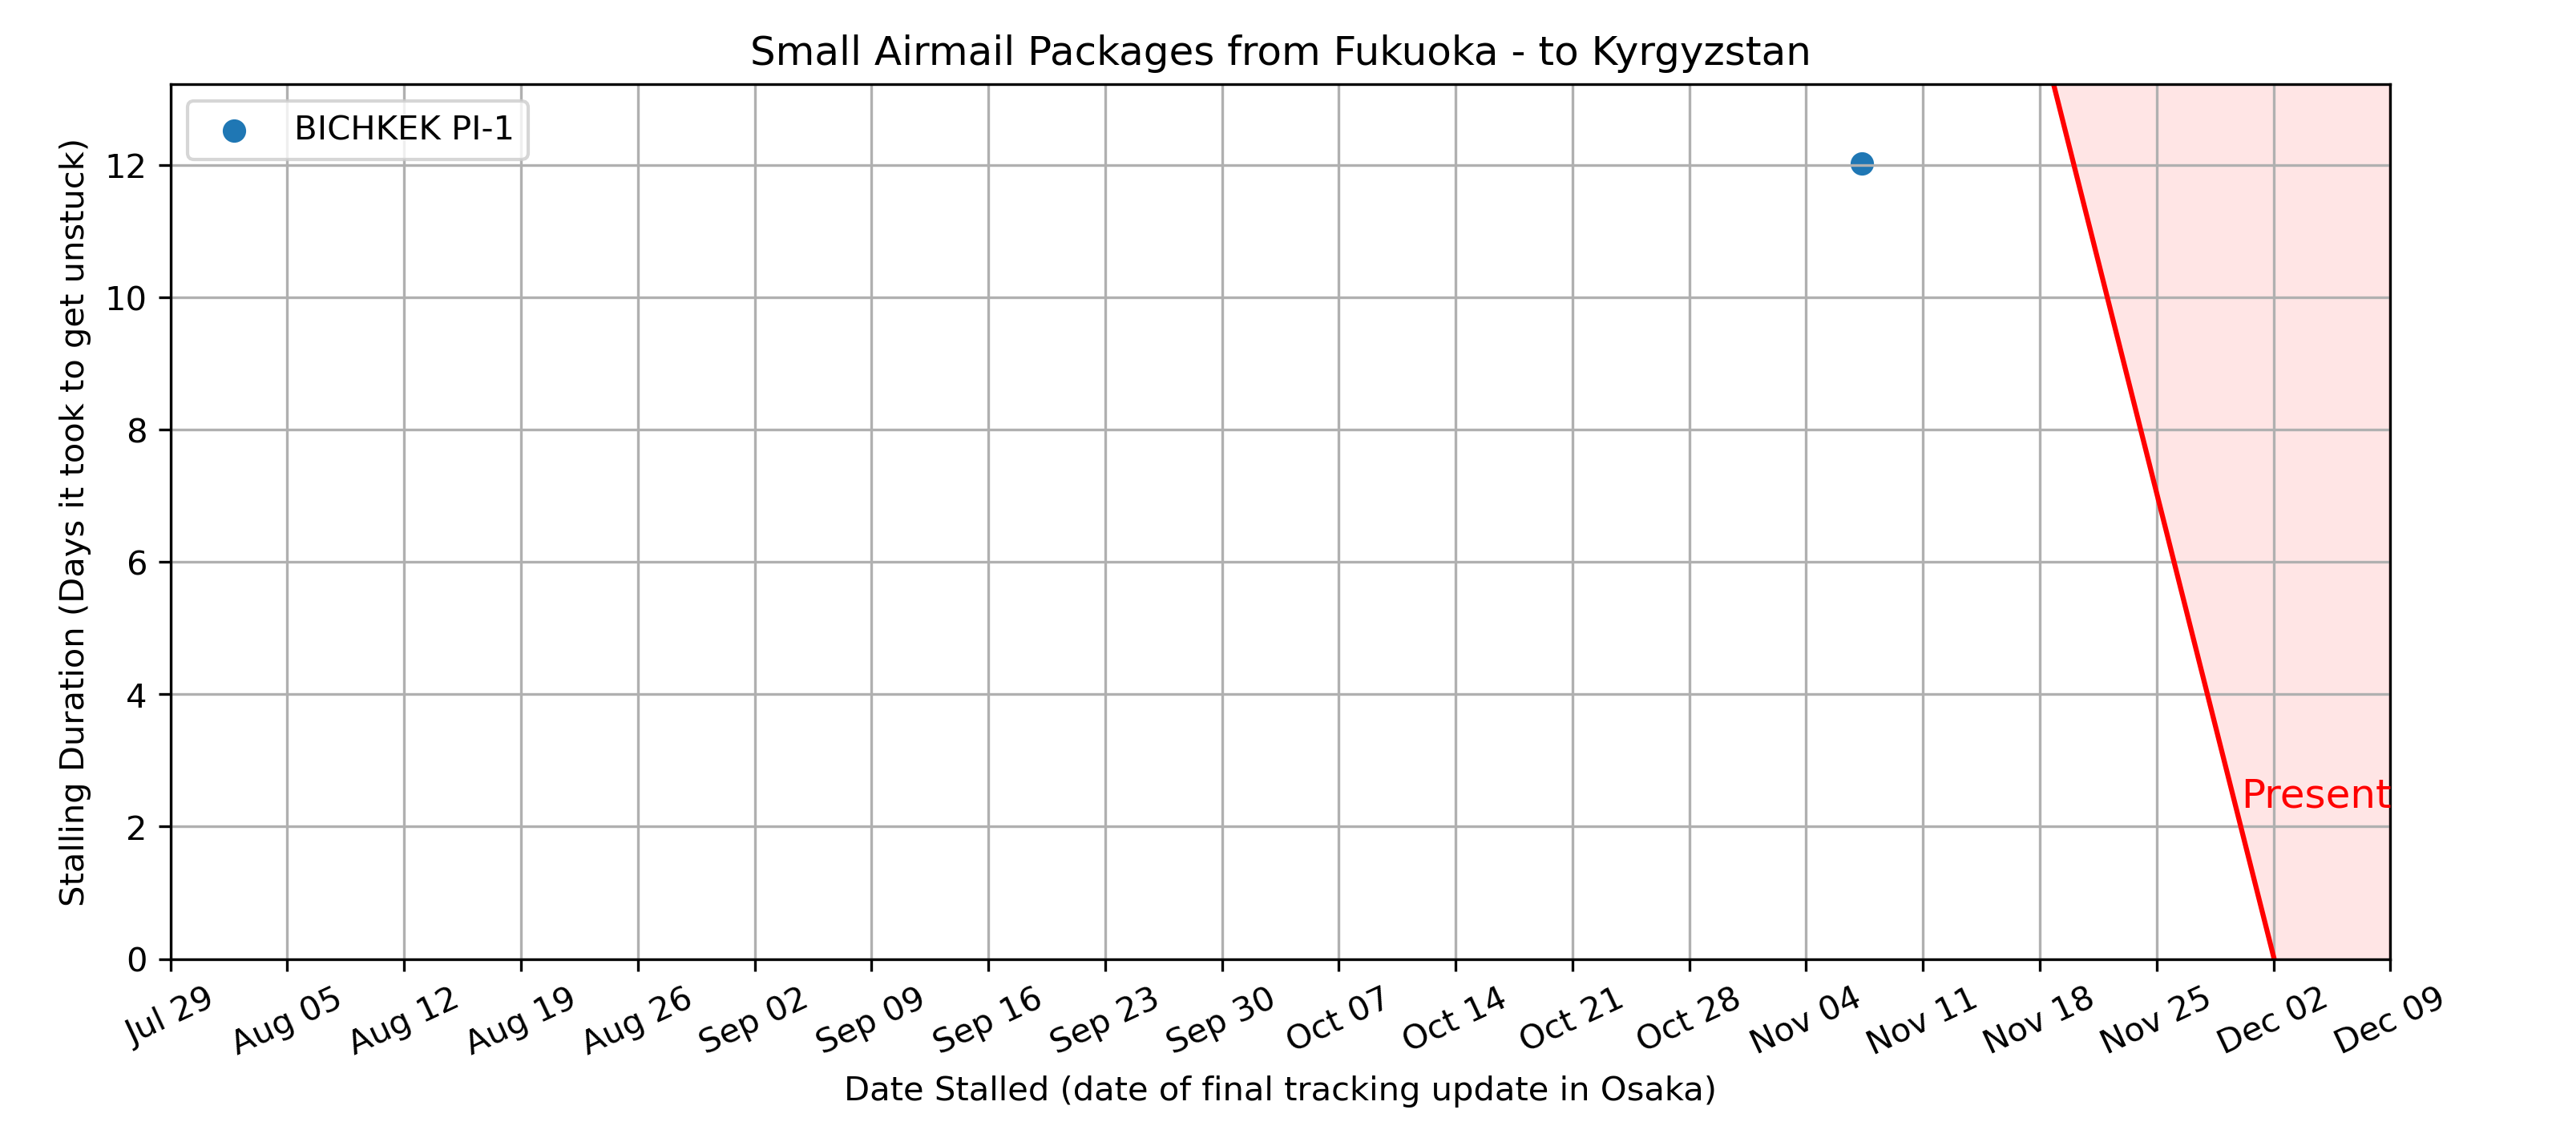 Small Airmail Packages from Fukuoka - to Kyrgyzstan
BICHKEK PI-1
Stalling Duration (Days it took to get unstuck)
12
10
8
6
4
2
0
Present
Jul 29
Aug 05
Aug 12
Aug 19
Aug 26
Sep 02
Sep 09
Sep 16
Sep 23
Sep 30
Oct 07
Oct 14
Oct 21
Oct 28
Nov 04
Nov 11
Nov 18
Nov 25
Dec 02
Dec 09
Date Stalled (date of final tracking update in Osaka)